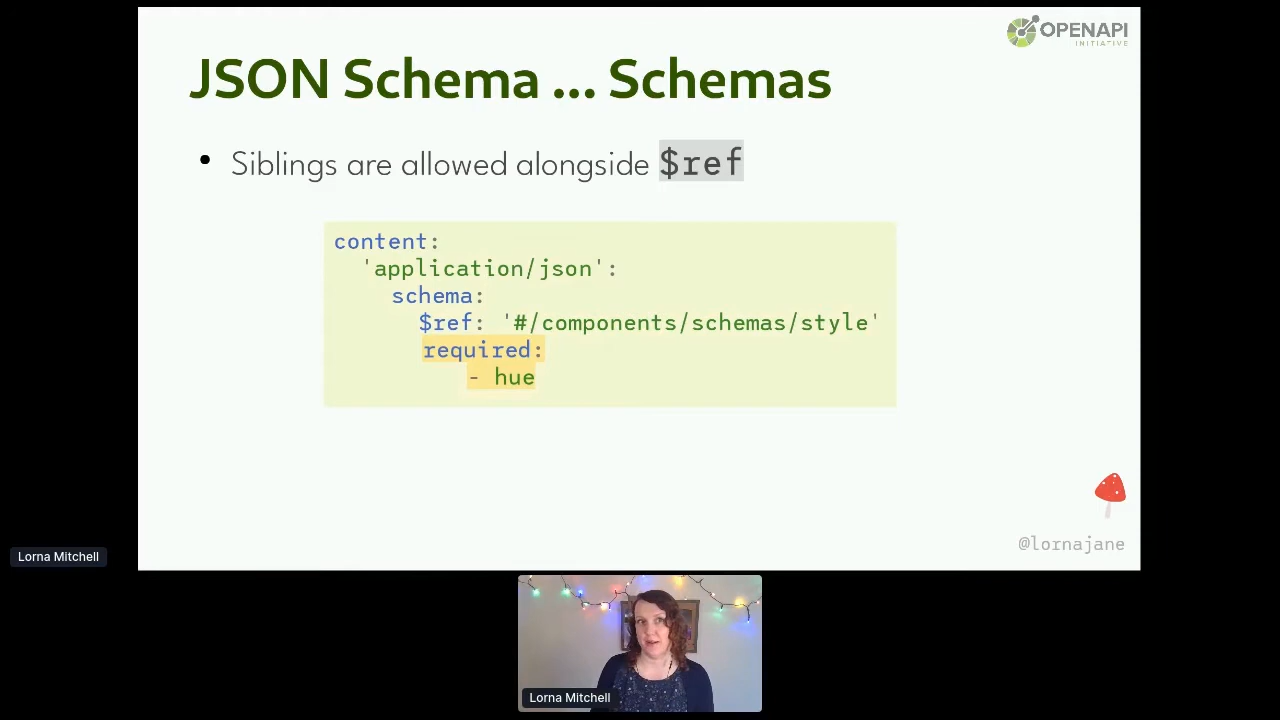 OPENAPI
INITIATIVE
JSON Schema ... Schemas
• Siblings are allowed alongside $ref
content:
  'application/json':
    schema:
      $ref: '#/components/schemas/style'
      required:
         - hue
@lornajane
Lorna Mitchell
Lorna Mitchell